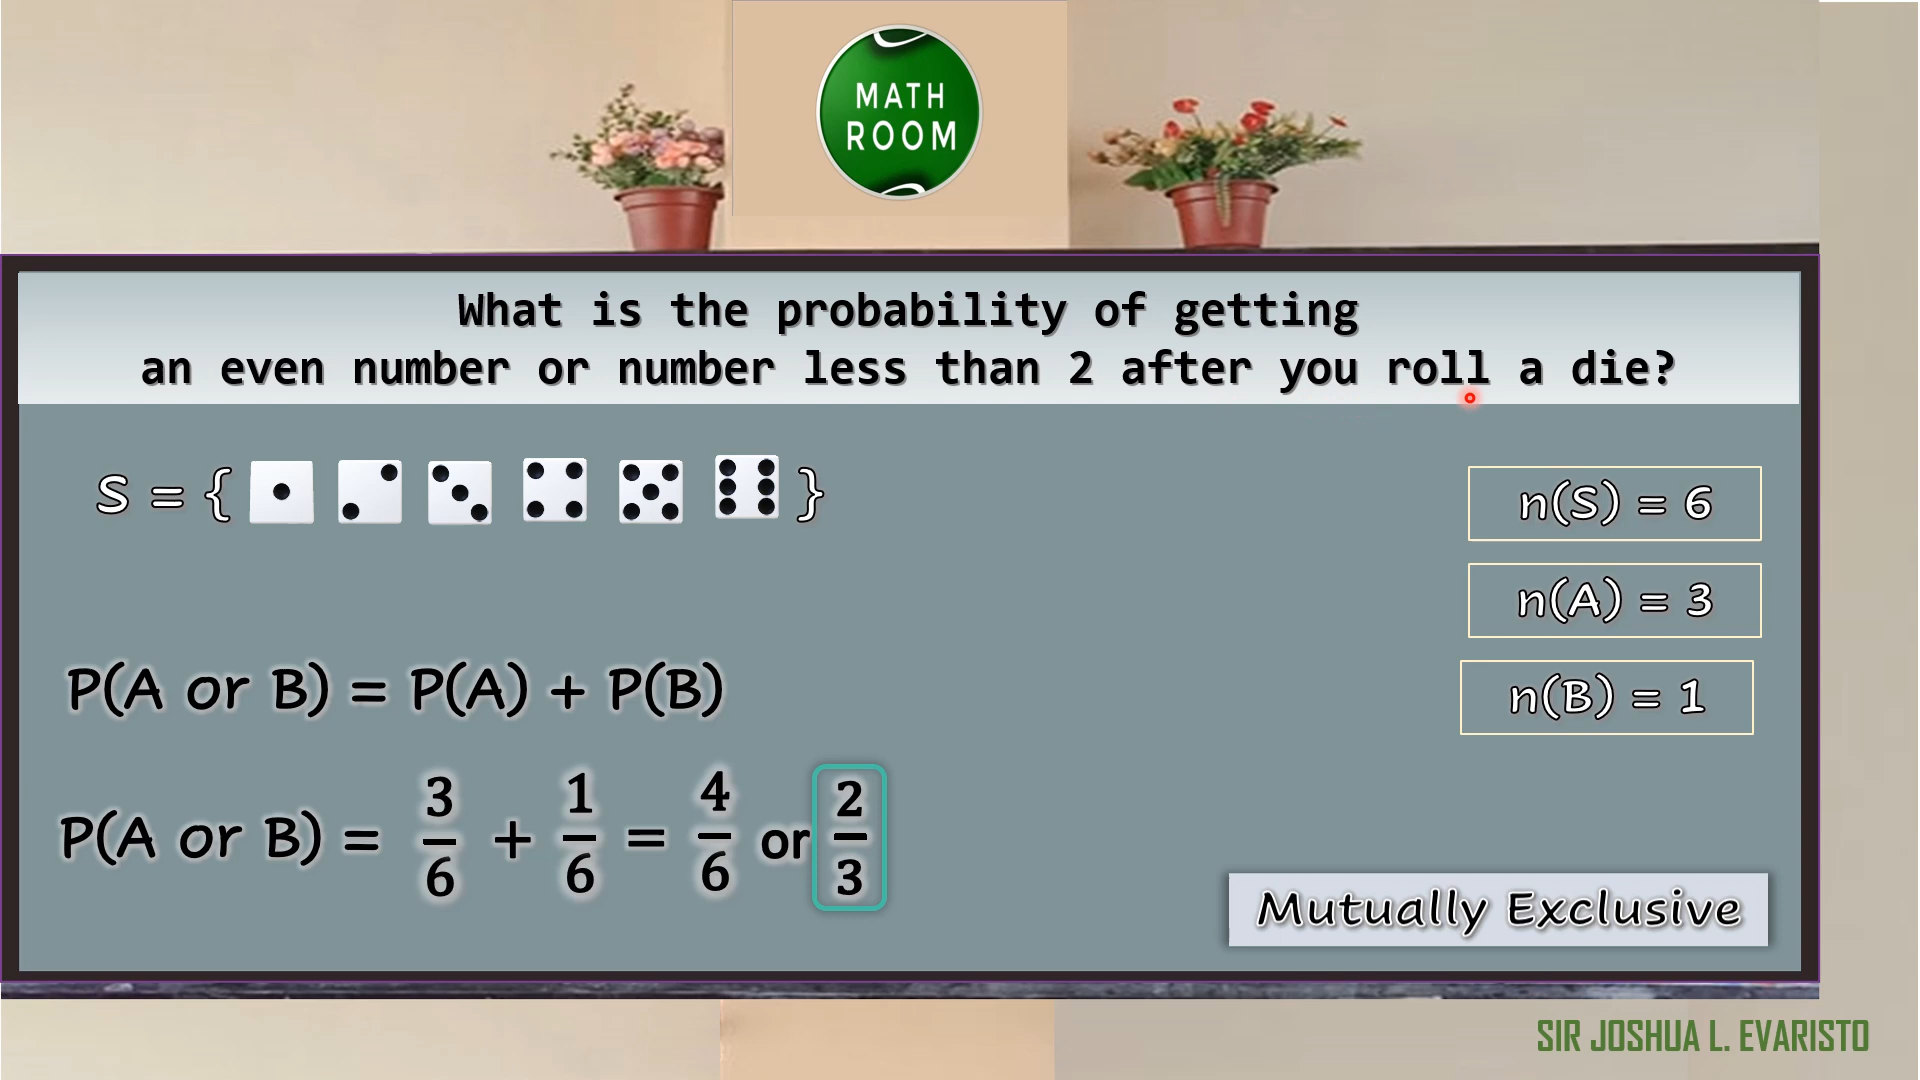 MATH
ROOM
What is the probability of getting
an even number or number less than 2 after you roll a die?
S = { }
n(S) = 6
n(A) = 3
P(A or B) = P(A) + P(B)
n(B) = 1
P(A or B) = 3/6 + 1/6 = 4/6 or 2/3
Mutually Exclusive
SIR JOSHUA L. EVARISTO